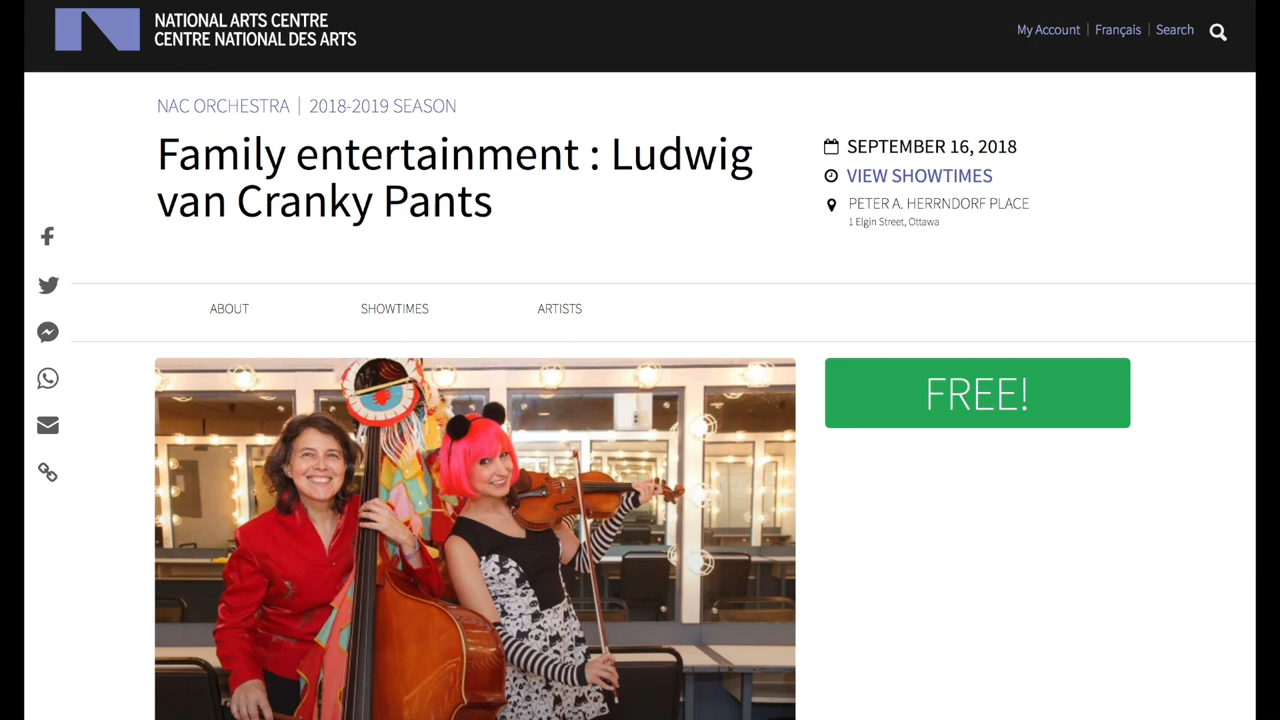 NATIONAL ARTS CENTRE
CENTRE NATIONAL DES ARTS
My Account | Français | Search
NAC ORCHESTRA | 2018-2019 SEASON
Family entertainment : Ludwig
van Cranky Pants
SEPTEMBER 16, 2018
VIEW SHOWTIMES
PETER A. HERRNDORF PLACE
1 Elgin Street, Ottawa
ABOUT
SHOWTIMES
ARTISTS
FREE!